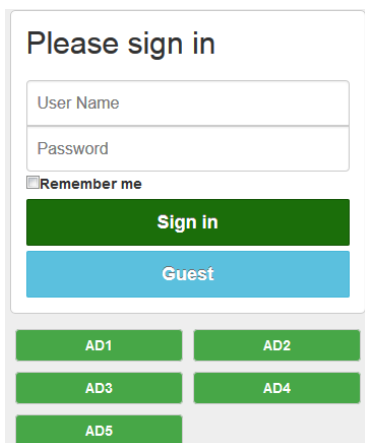 Please sign in
User Name
Password
Remember me
Sign in
Guest
AD1 AD2
AD3 AD4
AD5